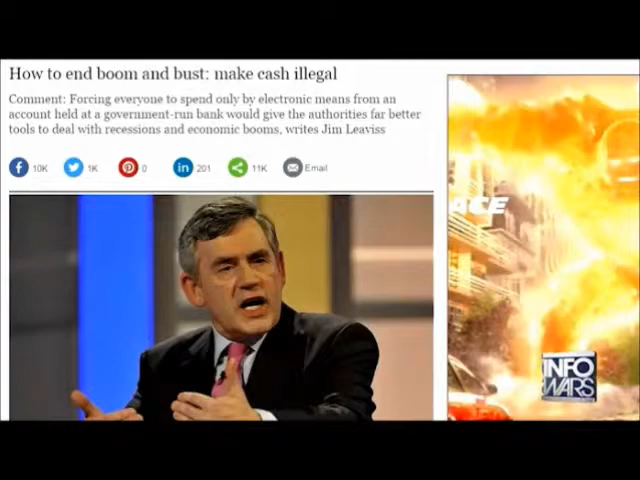 How to end boom and bust: make cash illegal
Comment: Forcing everyone to spend only by electronic means from an
account held at a government-run bank would give the authorities far better
tools to deal with recessions and economic booms, writes Jim Leaviss
10K
1K
0
201
11K
Email
ACE
INFO
WARS